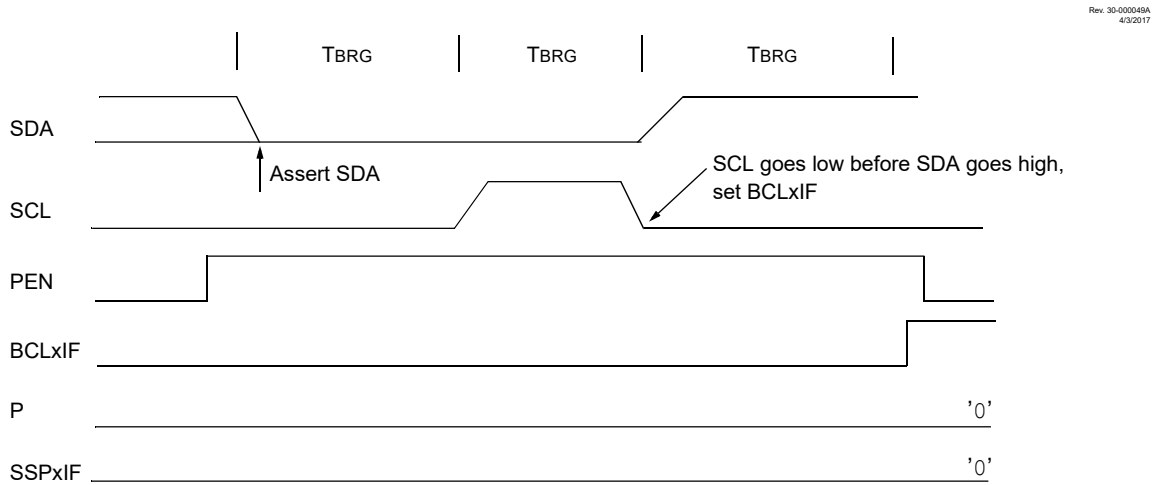 Rev. 30-000049A
4/3/2017
TBRG TBRG TBRG
SDA
Assert SDA
SCL goes low before SDA goes high,
set BCLxIF
SCL
PEN
BCLxIF
P
'0'
SSPxIF
'0'